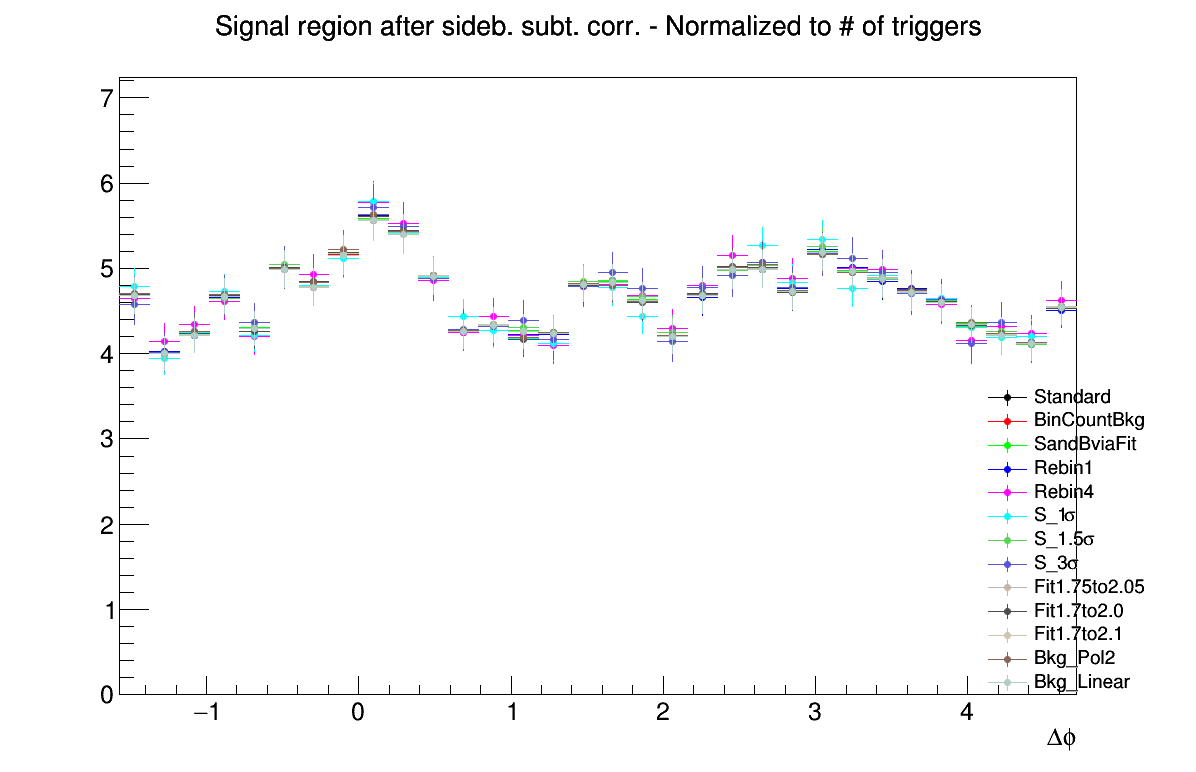 Signal region after sideb. subt. corr. - Normalized to # of triggers
7
6
5
4
3
2
1
0
−1 0 1 2 3 4
Δϕ
Standard
BinCountBkg
SandBviaFit
Rebin1
Rebin4
S_1σ
S_1.5σ
S_3σ
Fit1.75to2.05
Fit1.7to2.0
Fit1.7to2.1
Bkg_Pol2
Bkg_Linear